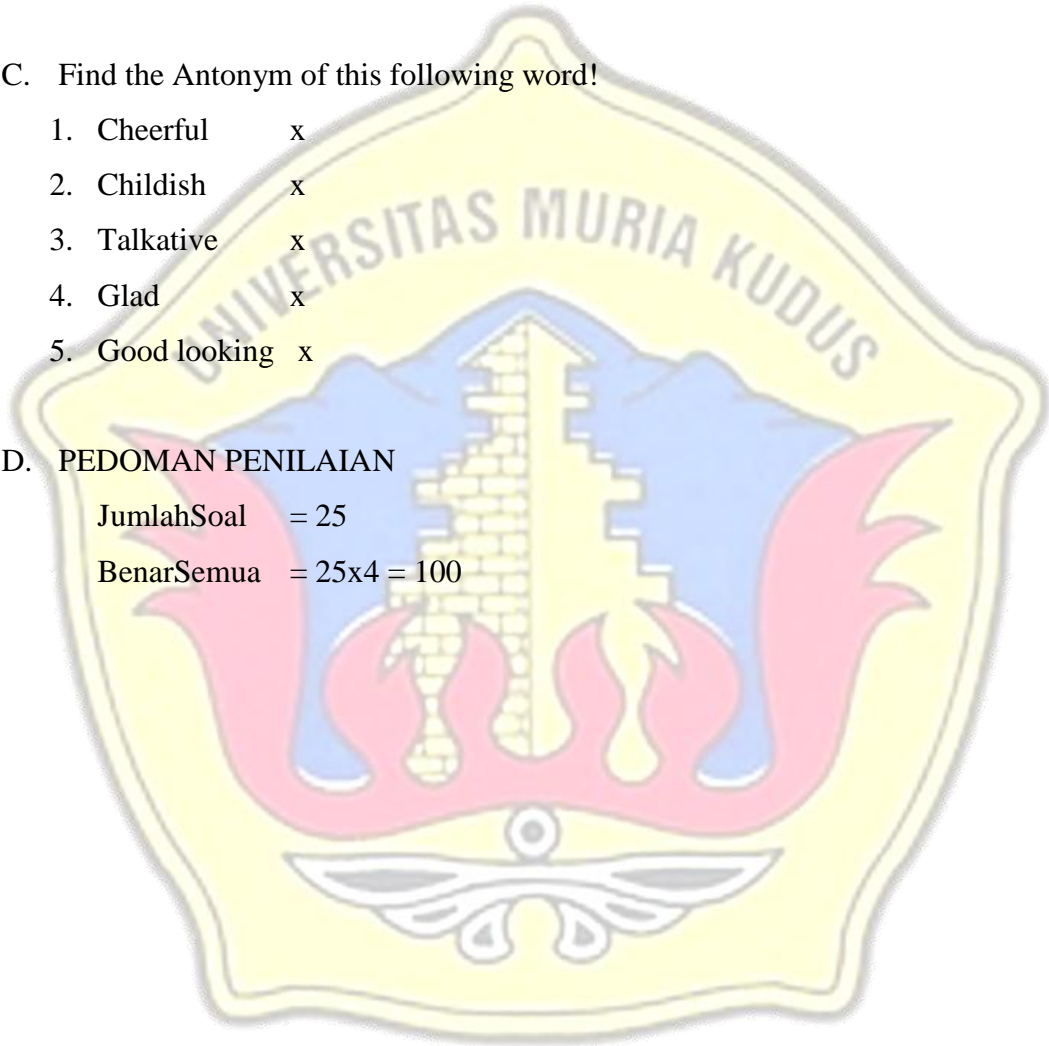 C. Find the Antonym of this following word!
1. Cheerful x
2. Childish x
3. Talkative x
4. Glad x
5. Good looking x
UNIVERSITAS MURIA KUDUS
D. PEDOMAN PENILAIAN
JumlahSoal = 25
BenarSemua = 25x4 = 100